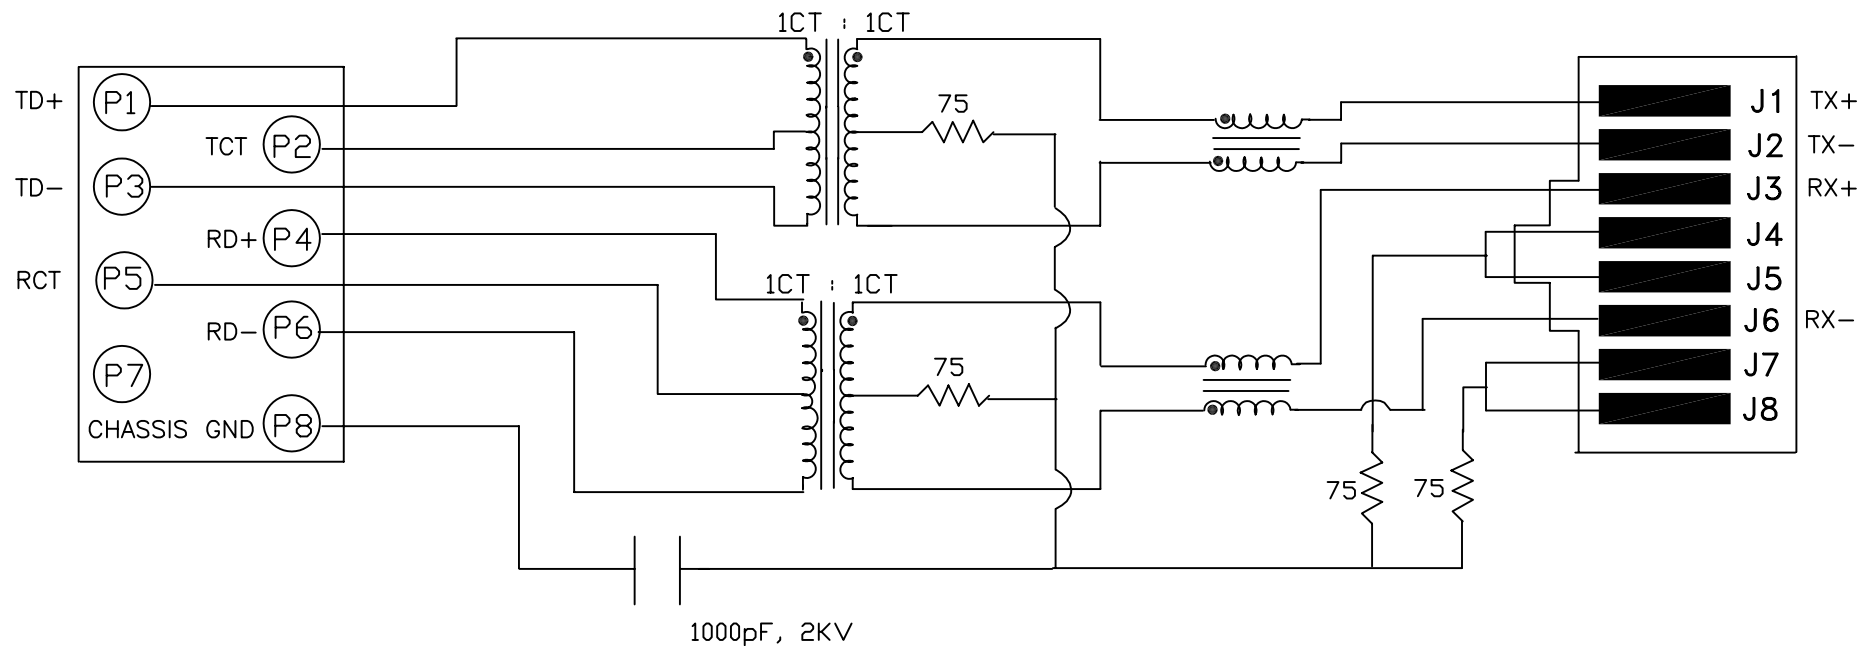 1CT : 1CT
TD+ P1
TCT P2
TD- P3
RD+ P4
RCT P5
RD- P6
P7
CHASSIS GND P8
75
1CT : 1CT
75
1000pF, 2KV
J1 TX+
J2 TX-
J3 RX+
J4
J5
J6 RX-
J7
J8
75
75